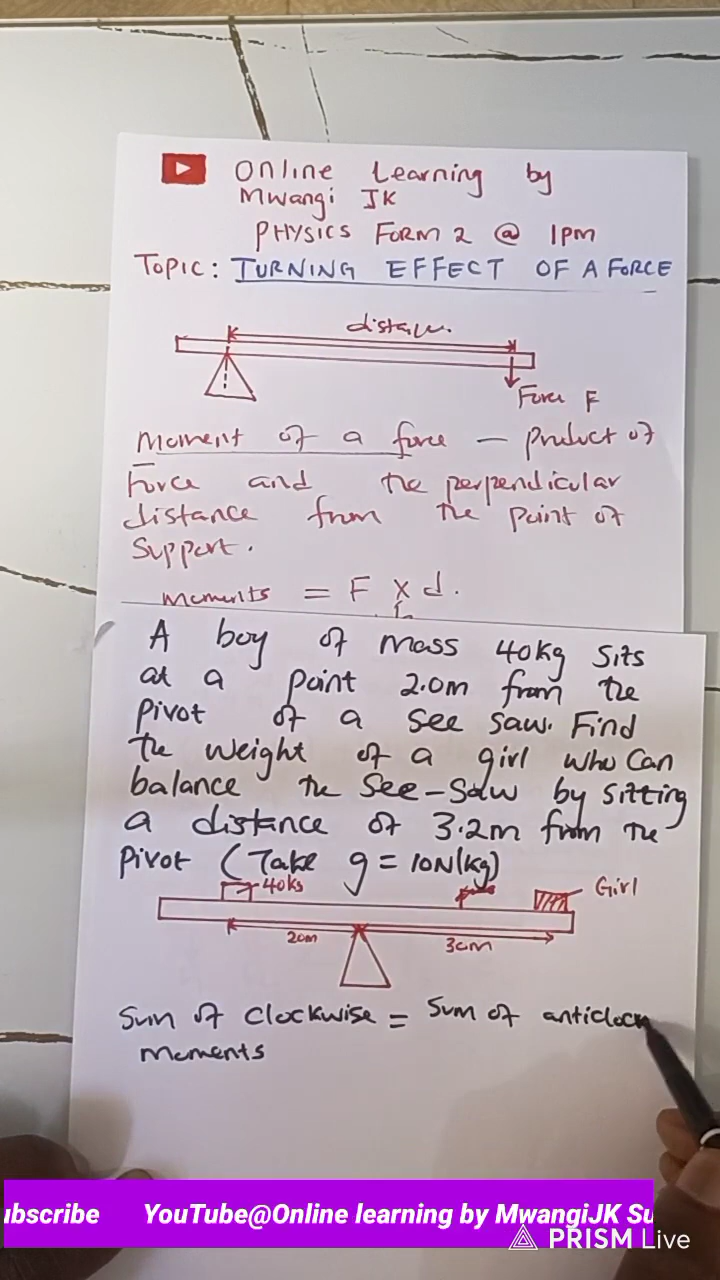 Online Learning by
Mwangi JK
PHYSICS FORM 2 @ 1PM
TOPIC: TURNING EFFECT OF A FORCE
distance
Force F
Moment of a force — Product of
Force and the perpendicular
distance from the point of
Support.
Moments = F X d.
A boy of mass 40kg sits
at a point 2.0m from the
pivot of a see saw. Find
the weight of a girl who can
balance the see-saw by sitting
a distance of 3.2m from the
pivot (Take g = 10N/kg)
40kg
Girl
2cm
3cm
Sum of clockwise = Sum of anticlock
moments
ubscribe YouTube@Online learning by MwangiJK Su
PRISM Live